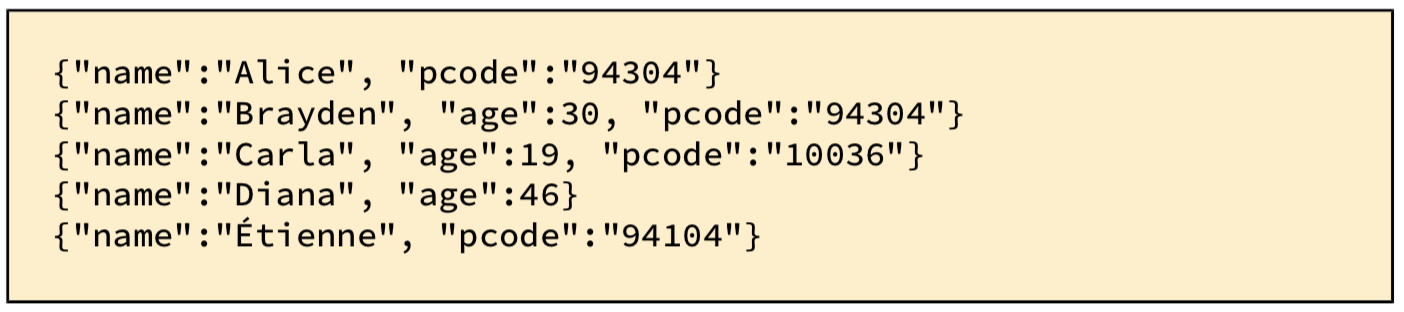 {"name":"Alice", "pcode":"94304"}
{"name":"Brayden", "age":30, "pcode":"94304"}
{"name":"Carla", "age":19, "pcode":"10036"}
{"name":"Diana", "age":46}
{"name":"Étienne", "pcode":"94104"}